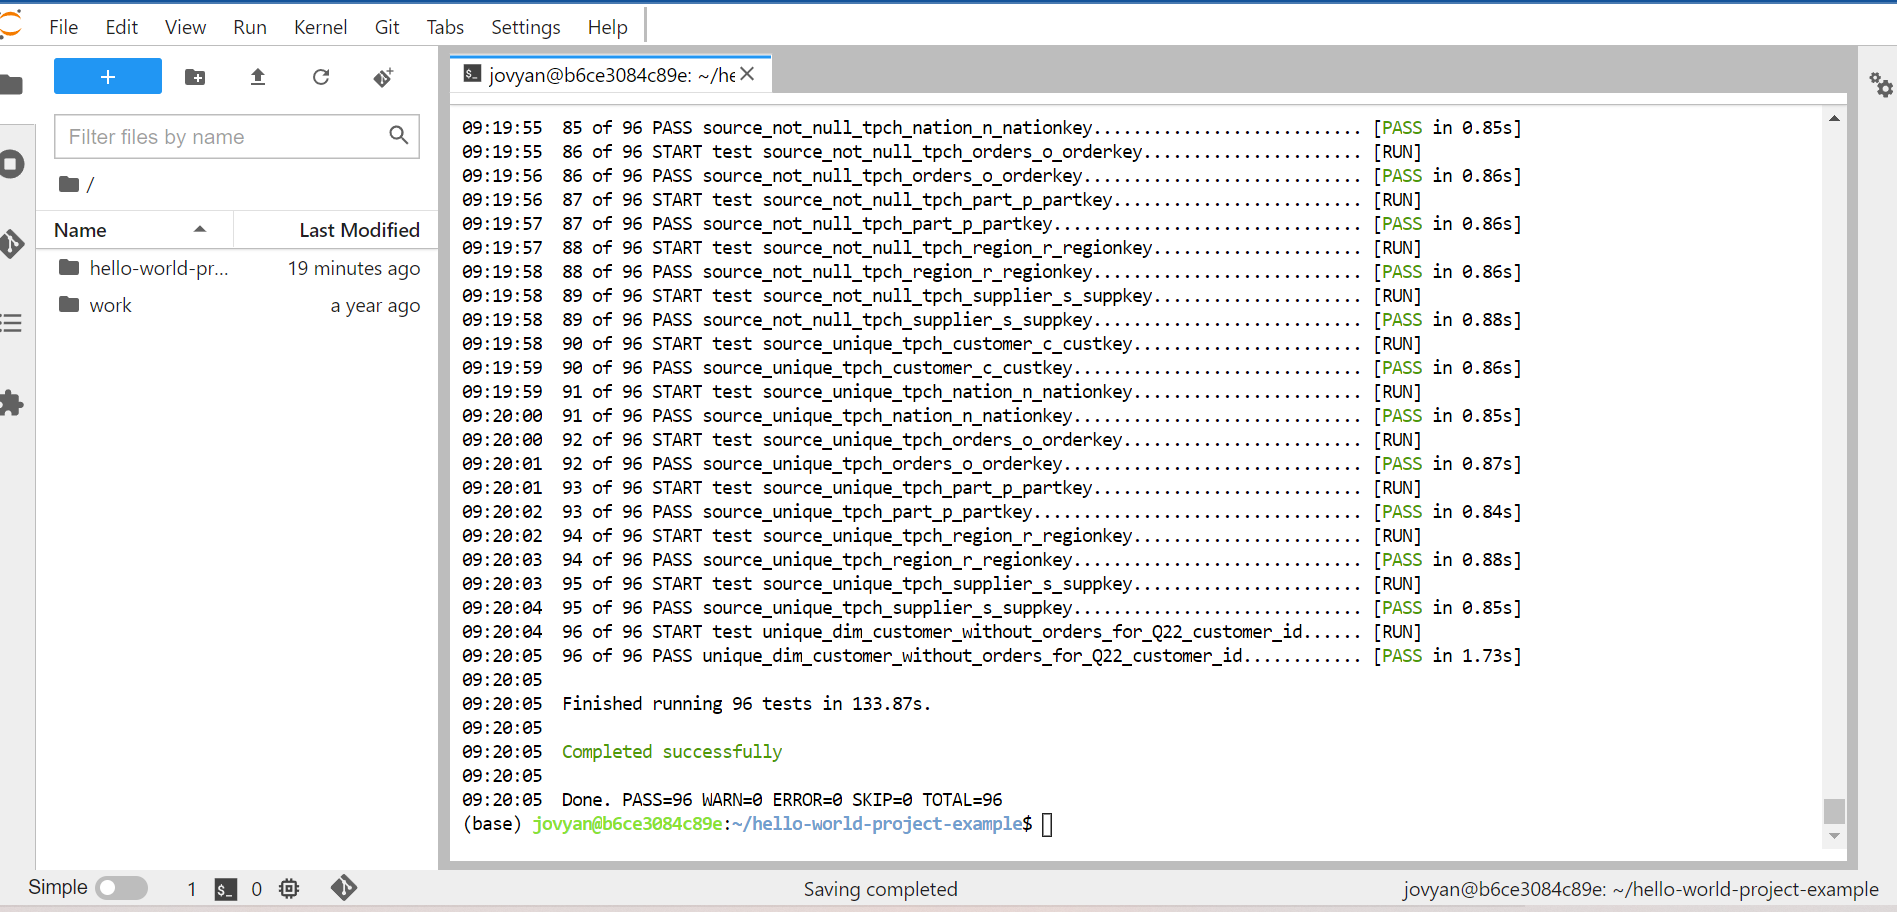 File Edit View Run Kernel Git Tabs Settings Help
Filter files by name
/
Name Last Modified
hello-world-pr... 19 minutes ago
work a year ago
jovyan@b6ce3084c89e: ~/he
09:19:55  85 of 96 PASS source_not_null_tpch_nation_n_nationkey........................... [PASS in 0.85s]
09:19:55  86 of 96 START test source_not_null_tpch_orders_o_orderkey...................... [RUN]
09:19:56  86 of 96 PASS source_not_null_tpch_orders_o_orderkey............................ [PASS in 0.86s]
09:19:56  87 of 96 START test source_not_null_tpch_part_p_partkey......................... [RUN]
09:19:57  87 of 96 PASS source_not_null_tpch_part_p_partkey............................... [PASS in 0.86s]
09:19:57  88 of 96 START test source_not_null_tpch_region_r_regionkey..................... [RUN]
09:19:58  88 of 96 PASS source_not_null_tpch_region_r_regionkey........................... [PASS in 0.86s]
09:19:58  89 of 96 START test source_not_null_tpch_supplier_s_suppkey..................... [RUN]
09:19:58  89 of 96 PASS source_not_null_tpch_supplier_s_suppkey........................... [PASS in 0.88s]
09:19:58  90 of 96 START test source_unique_tpch_customer_c_custkey....................... [RUN]
09:19:59  90 of 96 PASS source_unique_tpch_customer_c_custkey............................. [PASS in 0.86s]
09:19:59  91 of 96 START test source_unique_tpch_nation_n_nationkey....................... [RUN]
09:20:00  91 of 96 PASS source_unique_tpch_nation_n_nationkey............................. [PASS in 0.85s]
09:20:00  92 of 96 START test source_unique_tpch_orders_o_orderkey........................ [RUN]
09:20:01  92 of 96 PASS source_unique_tpch_orders_o_orderkey.............................. [PASS in 0.87s]
09:20:01  93 of 96 START test source_unique_tpch_part_p_partkey........................... [RUN]
09:20:02  93 of 96 PASS source_unique_tpch_part_p_partkey................................. [PASS in 0.84s]
09:20:02  94 of 96 START test source_unique_tpch_region_r_regionkey....................... [RUN]
09:20:03  94 of 96 PASS source_unique_tpch_region_r_regionkey............................. [PASS in 0.88s]
09:20:03  95 of 96 START test source_unique_tpch_supplier_s_suppkey....................... [RUN]
09:20:04  95 of 96 PASS source_unique_tpch_supplier_s_suppkey............................. [PASS in 0.85s]
09:20:04  96 of 96 START test unique_dim_customer_without_orders_for_Q22_customer_id...... [RUN]
09:20:05  96 of 96 PASS unique_dim_customer_without_orders_for_Q22_customer_id............ [PASS in 1.73s]
09:20:05
09:20:05  Finished running 96 tests in 133.87s.
09:20:05
09:20:05  Completed successfully
09:20:05
09:20:05  Done. PASS=96 WARN=0 ERROR=0 SKIP=0 TOTAL=96
(base) jovyan@b6ce3084c89e:~/hello-world-project-example$
Simple 1 $_ 0 Saving completed jovyan@b6ce3084c89e: ~/hello-world-project-example